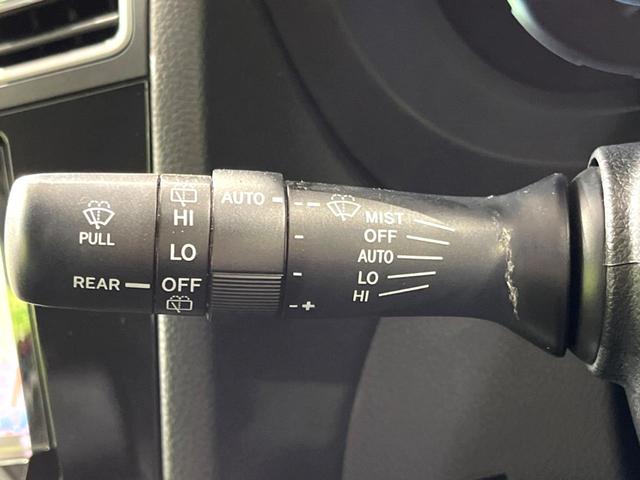 PULL
REAR
HI
LO
OFF
AUTO
- -
-
-
-+
MIST
OFF
AUTO
LO
HI